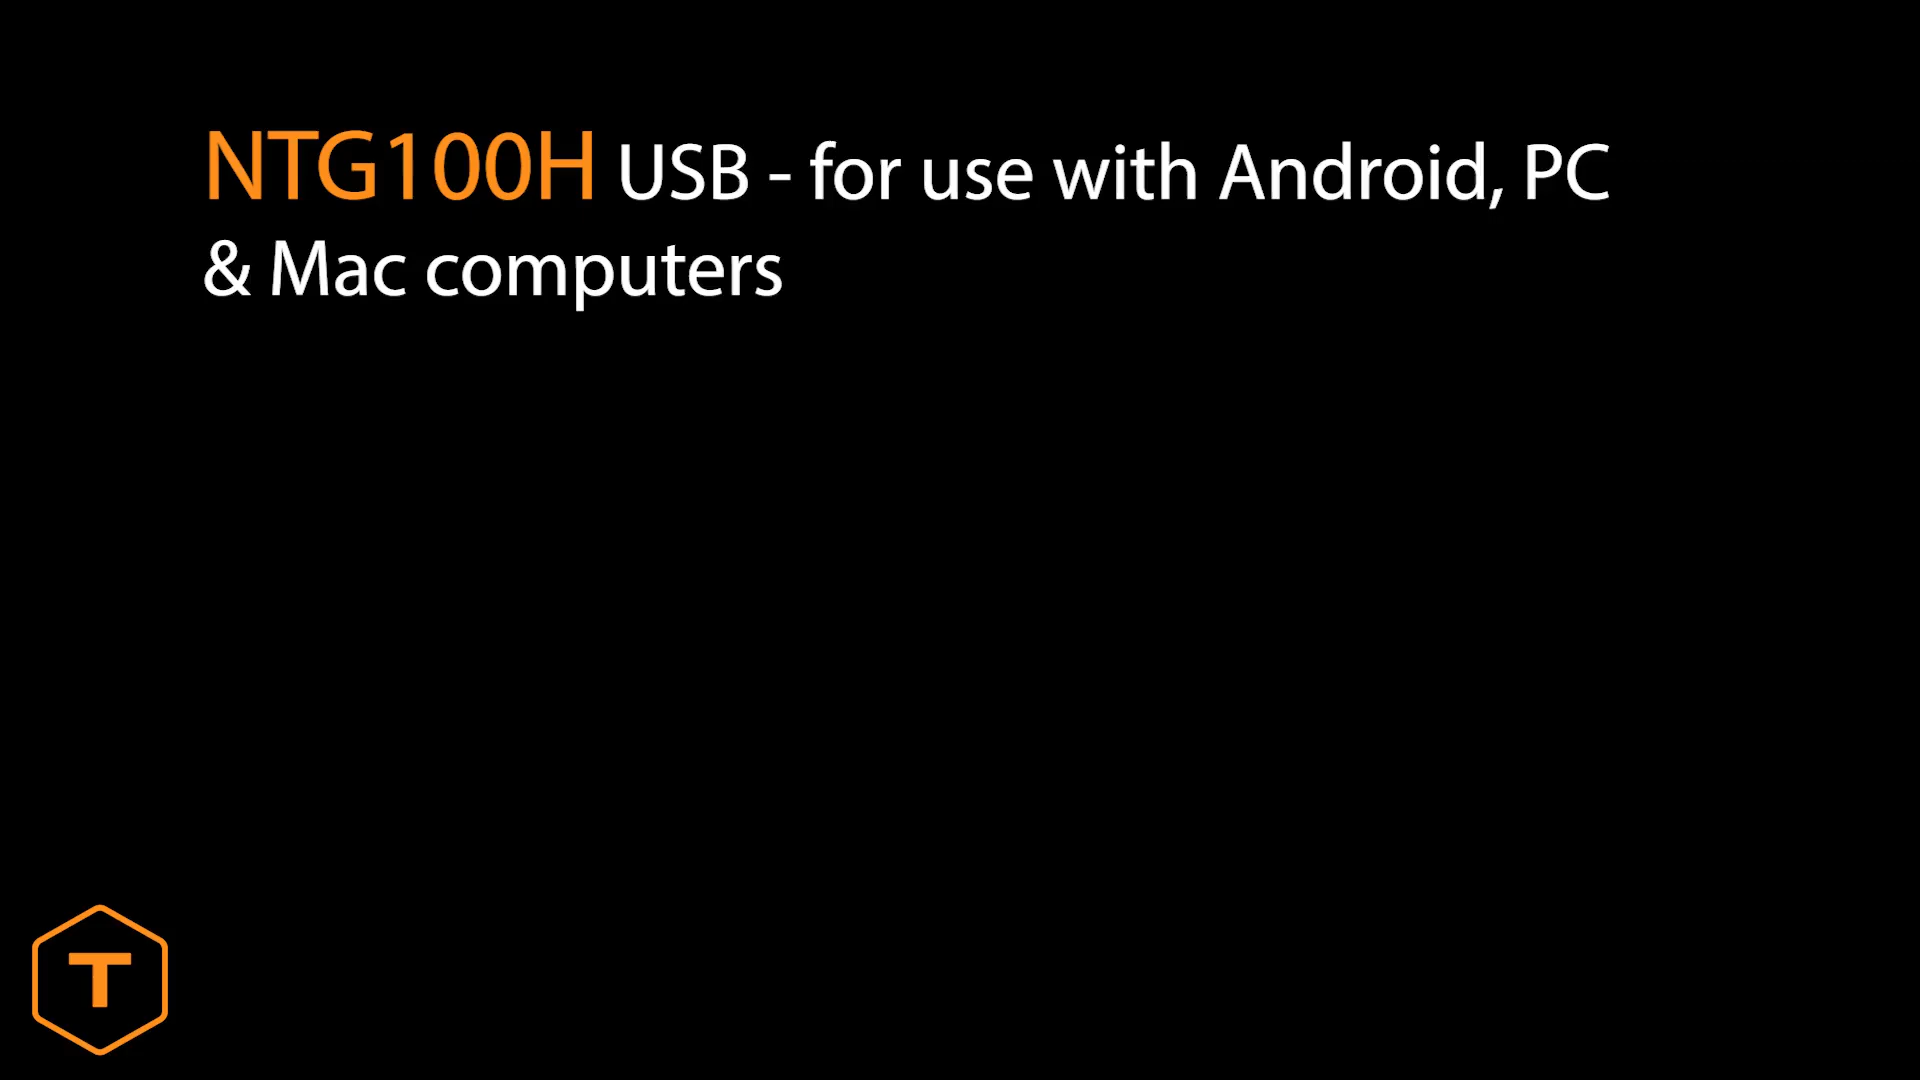 NTG100H USB - for use with Android, PC
& Mac computers
T